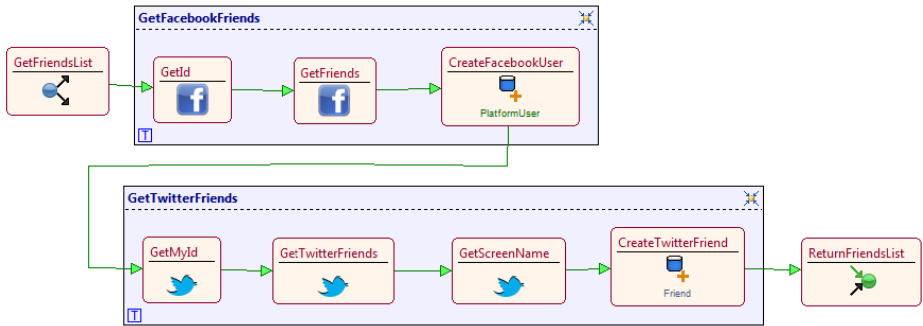 GetFacebookFriends
GetFriendsList
GetId
GetFriends
CreateFacebookUser
f
f
PlatformUser
T
GetTwitterFriends
GetMyId
GetTwitterFriends
GetScreenName
CreateTwitterFriend
ReturnFriendsList
Friend
T